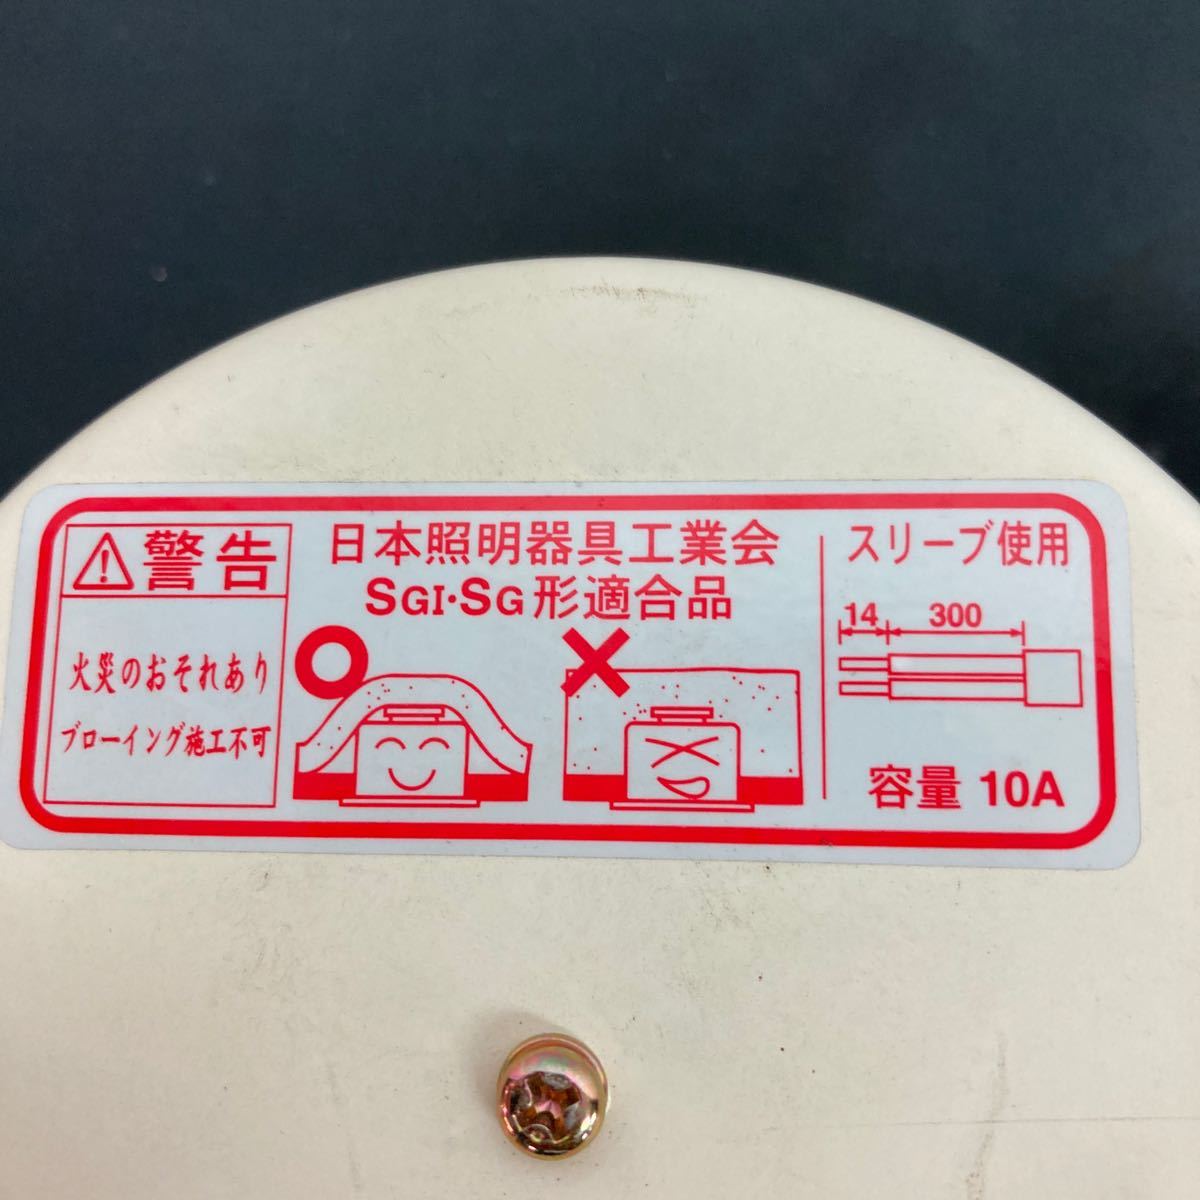 警告
火災のおそれあり
ブローイング施工不可
日本照明器具工業会
SGI・SG形適合品
スリーブ使用
14 300
容量 10A